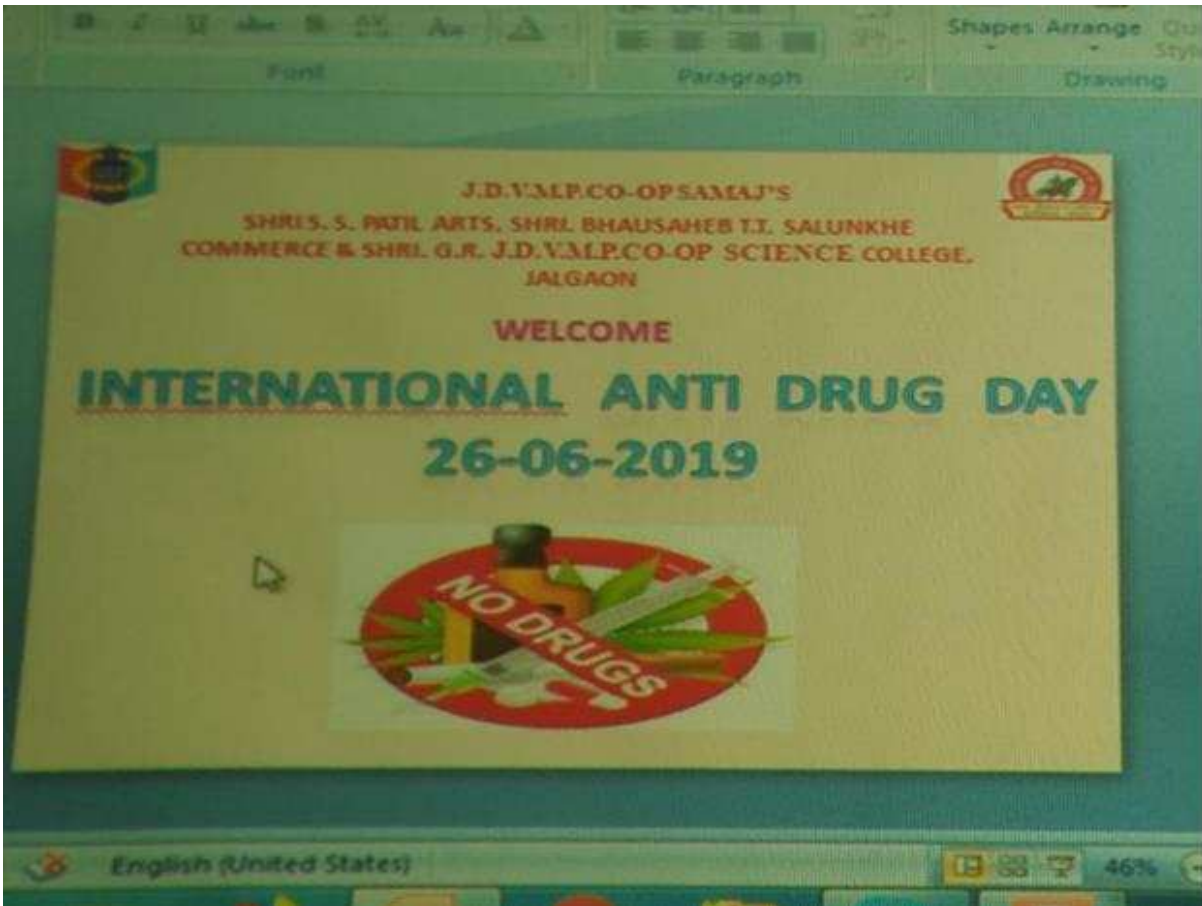 Shapes Arrange
Font
Paragraph
Drawing
J.D.V.M.P.CO-OP SAMAJ'S
SHRI S. S. PATIL ARTS, SHRI. BHAUSAHEB T.T. SALUNKHE
COMMERCE & SHRI. G.R. J.D.V.M.P.CO-OP SCIENCE COLLEGE,
JALGAON
WELCOME
INTERNATIONAL ANTI DRUG DAY
26-06-2019
NO DRUGS
English (United States)
46%